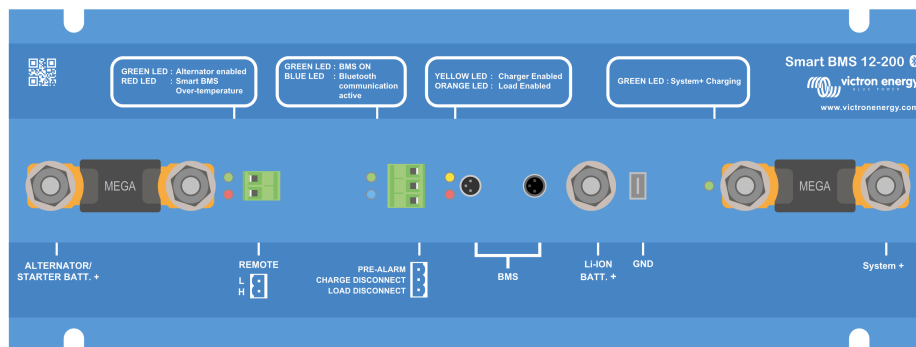 GREEN LED : Alternator enabled
RED LED : Smart BMS
Over-temperature
GREEN LED : BMS ON
BLUE LED : Bluetooth
communication
active
YELLOW LED : Charger Enabled
ORANGE LED : Load Enabled
GREEN LED : System+ Charging
Smart BMS 12-200
victron energy
BLUE POWER
www.victronenergy.com
MEGA
MEGA
ALTERNATOR/
STARTER BATT. +
REMOTE
L
H
PRE-ALARM
CHARGE DISCONNECT
LOAD DISCONNECT
BMS
Li-ION
BATT. +
GND
System +